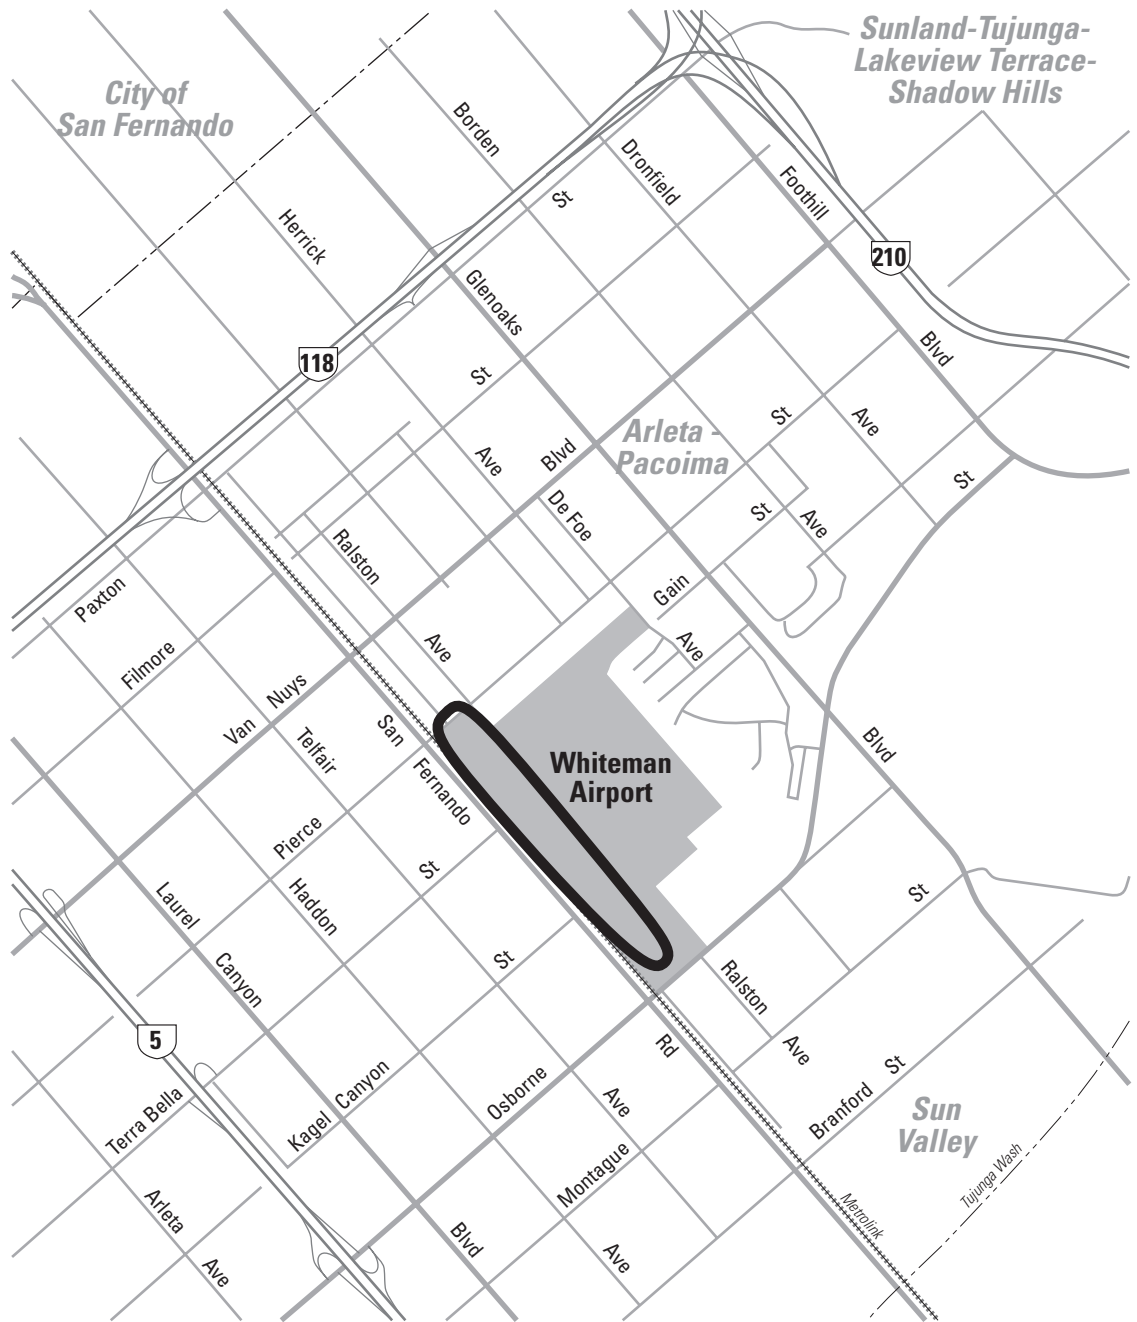 Sunland-Tujunga-
Lakeview Terrace-
Shadow Hills
City of
San Fernando
Borden
Dronfield
Foothill
St
Herrick
210
Glenoaks
Blvd
118
St
Arleta -
Pacoima
St
Ave
Blvd
Ave
St
De Foe
St
Ave
Ralston
Gain
Paxton
Ave
Ave
Filmore
Nuys
Van
San
Telfair
Blvd
Whiteman
Airport
Fernando
Pierce
St
Laurel
Haddon
St
St
Canyon
Ralston
5
Rd
Ave
St
Canyon
Osborne
Ave
Branford
Sun
Valley
Terra Bella
Kagel
Montague
Tujunga Wash
Arleta
Metrolink
Blvd
Ave
Ave